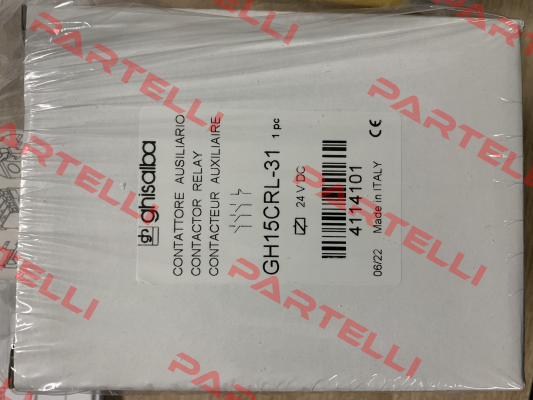 ghisalba
CONTATTORE AUSILIARIO
CONTACTOR RELAY
CONTACTEUR AUXILIAIRE
GH15CRL-31 1 pc
24 V DC
4114101
06/22 Made in ITALY CE
PARTELLI
PARTELLI
PARTELLI
PARTELLI
PARTELLI
PARTELLI